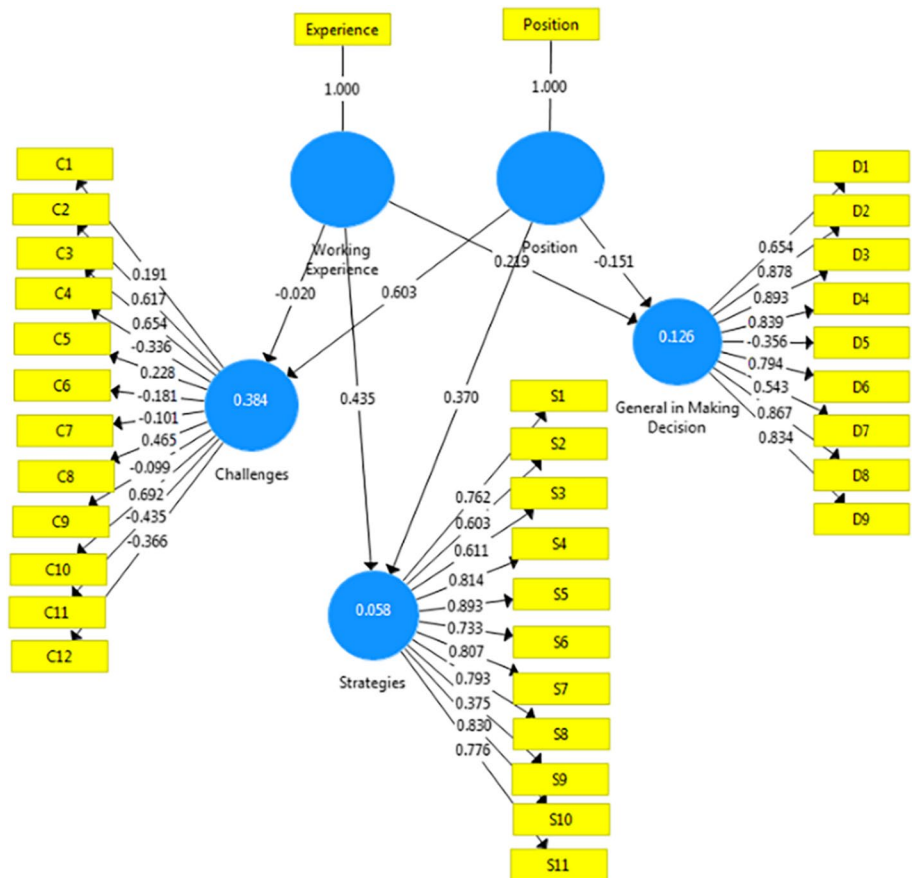 Experience
Position
1.000
1.000
Working
Experience
Position
0.219
-0.151
-0.020
0.603
0.435
0.370
C1
C2
C3
C4
C5
C6
C7
C8
C9
C10
C11
C12
0.191
0.617
0.654
-0.336
0.228
-0.181
-0.101
0.465
-0.099
0.692
-0.435
-0.366
0.384
Challenges
D1
D2
D3
D4
D5
D6
D7
D8
D9
0.654
0.878
0.893
0.839
-0.356
0.794
0.543
0.867
0.834
0.126
General in Making
Decision
S1
S2
S3
S4
S5
S6
S7
S8
S9
S10
S11
0.762
0.603
0.611
0.814
0.893
0.733
0.807
0.793
0.375
0.830
0.776
0.058
Strategies